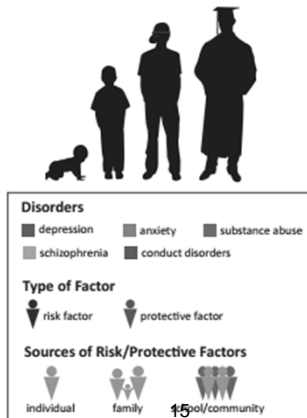 Disorders
depression anxiety substance abuse
schizophrenia conduct disorders
Type of Factor
risk factor protective factor
Sources of Risk/Protective Factors
individual family school/community
15